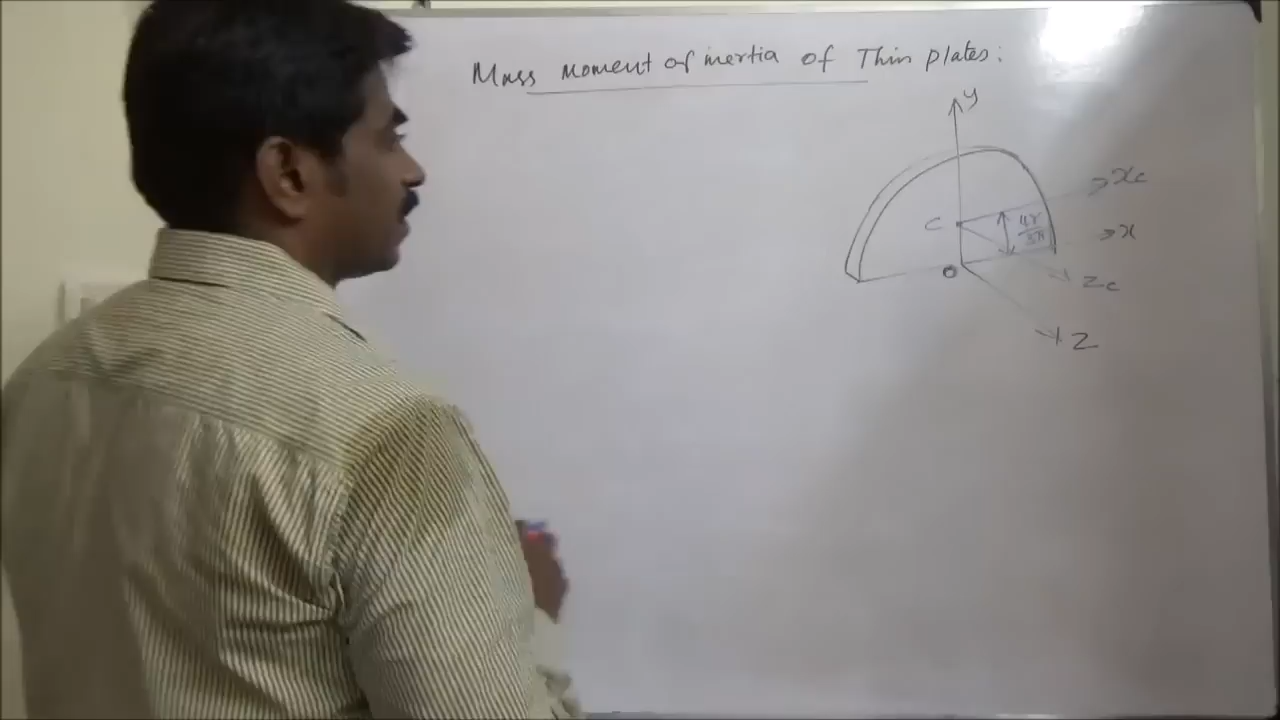 Mass Moment of inertia of Thin plates:
y
xc
C
4r/3π
x
O
zc
z